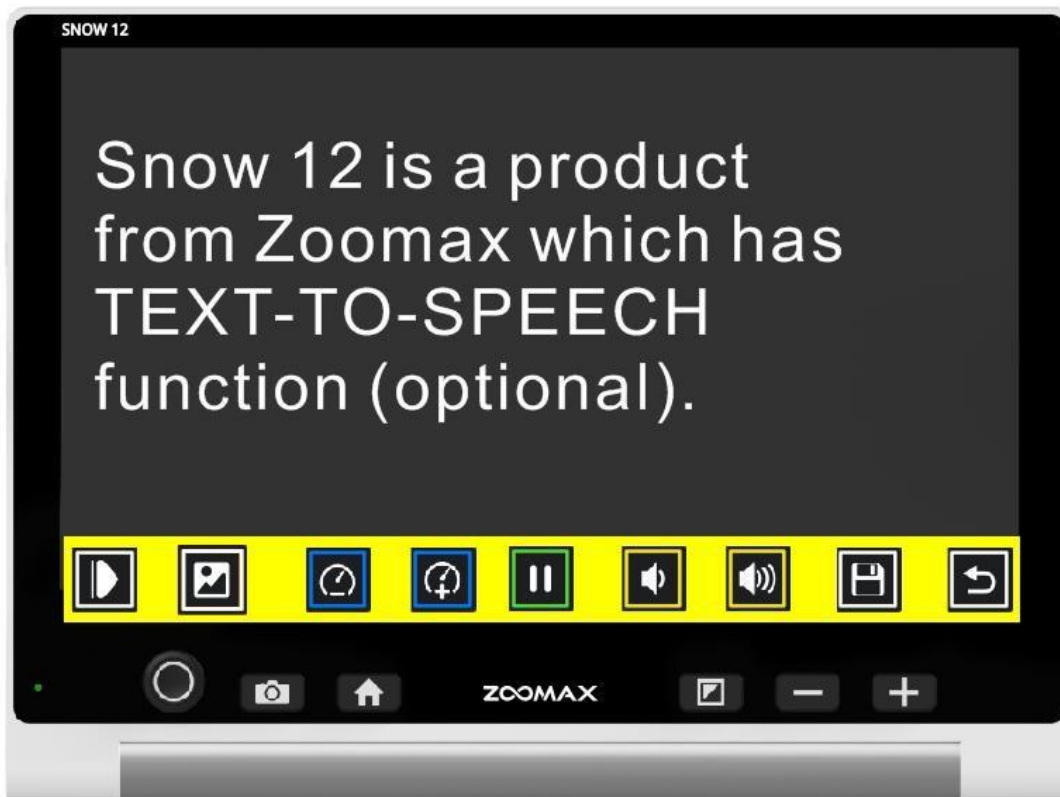 SNOW 12
Snow 12 is a product
from Zoomax which has
TEXT-TO-SPEECH
function (optional).
ZOOMAX